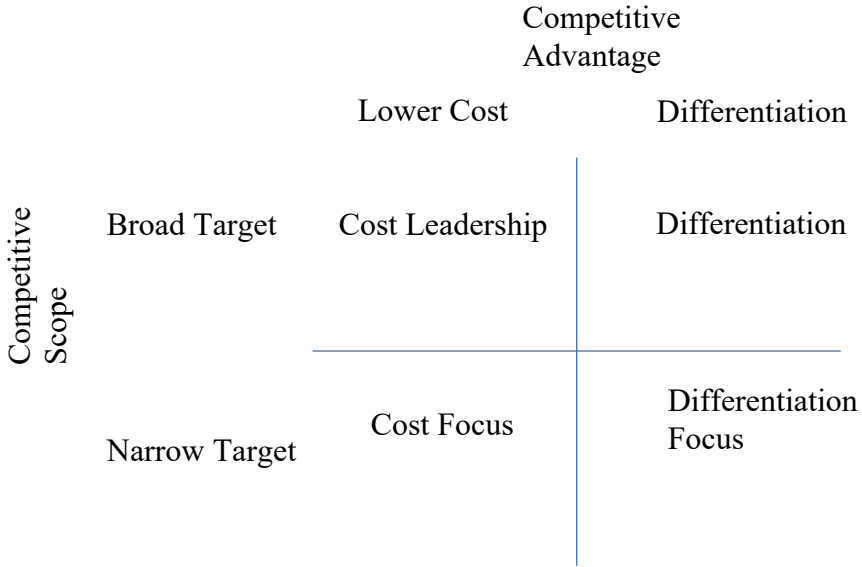 Competitive
Advantage
Lower Cost
Differentiation
Competitive
Scope
Broad Target
Cost Leadership
Differentiation
Narrow Target
Cost Focus
Differentiation
Focus